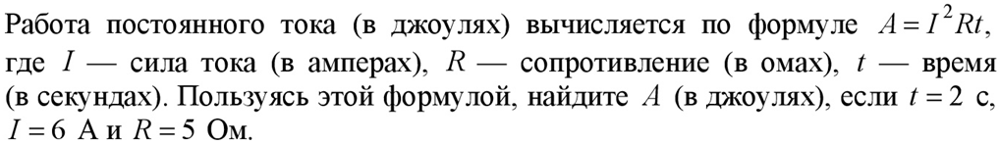 Работа постоянного тока (в джоулях) вычисляется по формуле A = I²Rt,
где I — сила тока (в амперах), R — сопротивление (в омах), t — время
(в секундах). Пользуясь этой формулой, найдите A (в джоулях), если t = 2 с,
I = 6 А и R = 5 Ом.